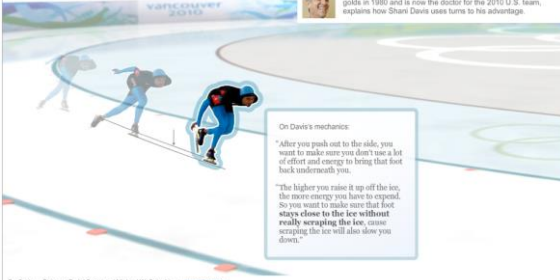 vancouver
2010
golds in 1980 and is now the doctor for the 2010 U.S. team,
explains how Shani Davis uses turns to his advantage.
On Davis's mechanics:
"After you push out to the side, you
want to make sure you don't use a lot
of effort and energy to bring that foot
back underneath you.
"The higher you raise it up off the ice,
the more energy you have to expend.
So you want to make sure that foot
stays close to the ice without
really scraping the ice, cause
scraping the ice will also slow you
down."